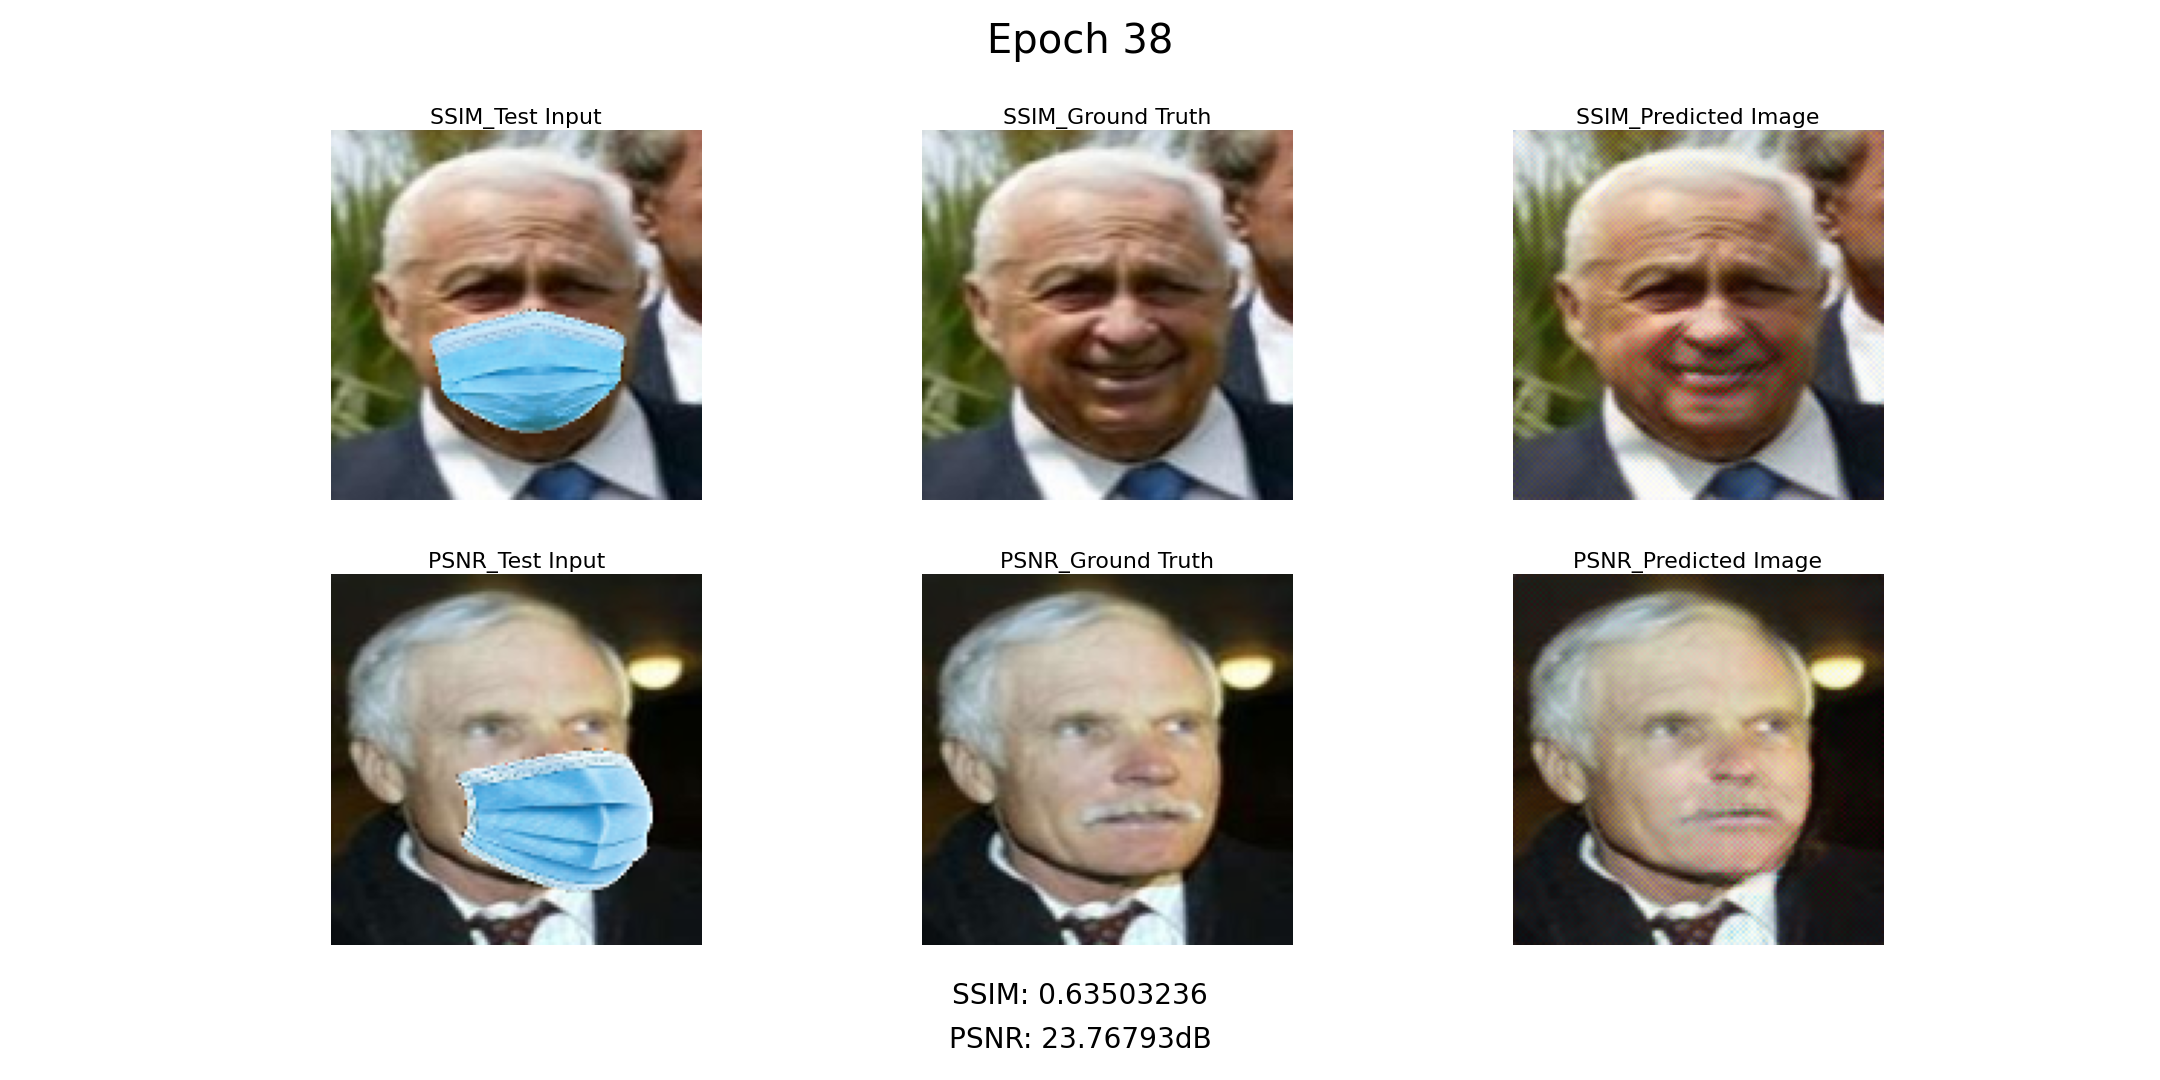 Epoch 38
SSIM_Test Input
SSIM_Ground Truth
SSIM_Predicted Image
PSNR_Test Input
PSNR_Ground Truth
PSNR_Predicted Image
SSIM: 0.63503236
PSNR: 23.76793dB